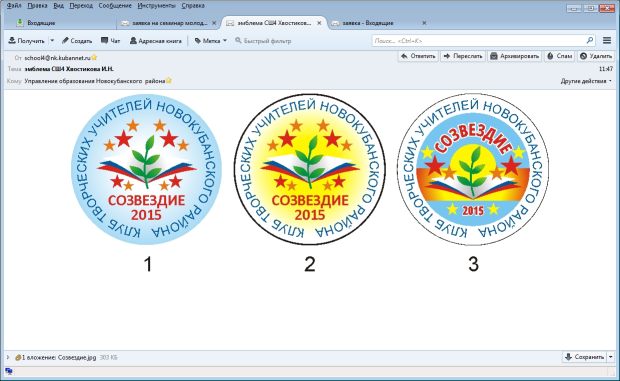 Файл Правка Вид Переход Сообщение Инструменты Справка
Входящие
заявка на семинар молод...
эмблема СШ4 Хвостиков...
заявка - Входящие
Получить Создать Чат Адресная книга Метка Быстрый фильтр
Поиск... <Ctrl+K>
От school4@nk.kubannet.ru
Ответить Переслать Архивировать Спам Удалить
Тема эмблема СШ4 Хвостикова И.Н.
11:47
Кому Управление образования Новокубанского района
Другие действия
КЛУБ ТВОРЧЕСКИХ УЧИТЕЛЕЙ НОВОКУБАНСКОГО РАЙОНА
СОЗВЕЗДИЕ
2015
1
КЛУБ ТВОРЧЕСКИХ УЧИТЕЛЕЙ НОВОКУБАНСКОГО РАЙОНА
СОЗВЕЗДИЕ
2015
2
КЛУБ ТВОРЧЕСКИХ УЧИТЕЛЕЙ НОВОКУБАНСКОГО РАЙОНА
СОЗВЕЗДИЕ
2015
3
1 вложение: Созвездие.jpg 303 КБ
Сохранить